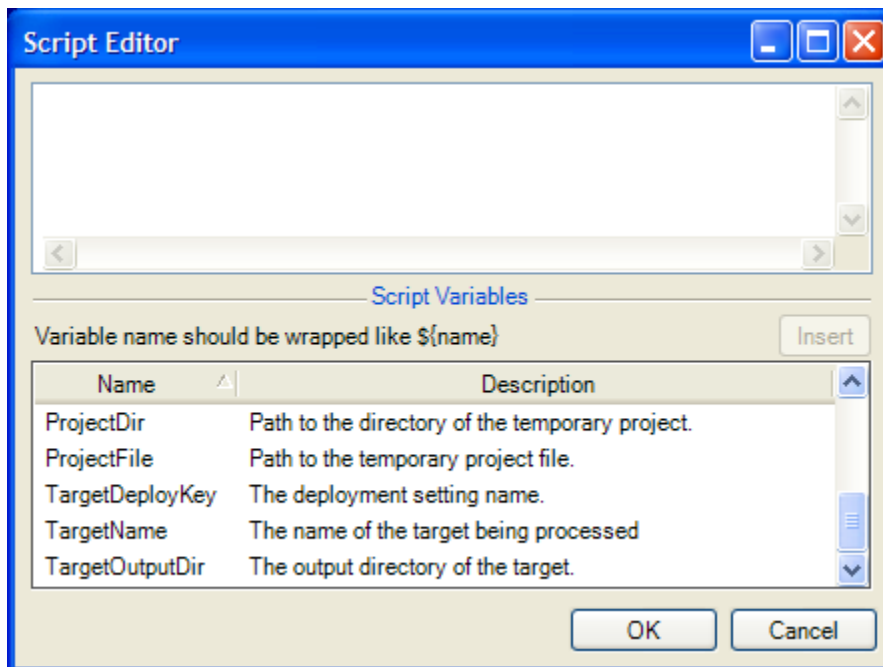 Script Editor
Script Variables
Variable name should be wrapped like ${name}
Insert
Name Description
ProjectDir Path to the directory of the temporary project.
ProjectFile Path to the temporary project file.
TargetDeployKey The deployment setting name.
TargetName The name of the target being processed
TargetOutputDir The output directory of the target.
OK Cancel